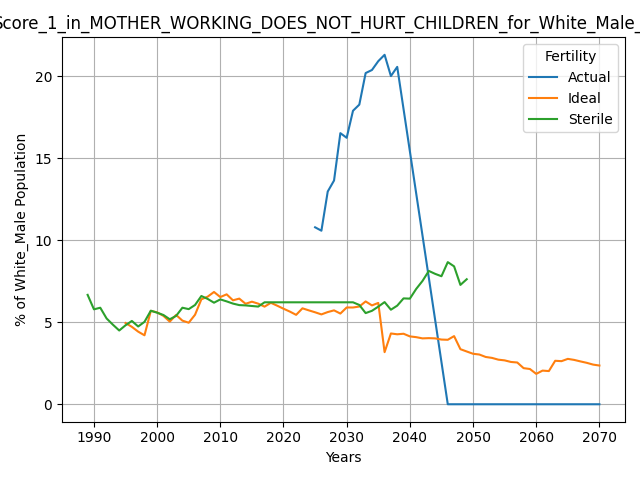 Score_1_in_MOTHER_WORKING_DOES_NOT_HURT_CHILDREN_for_White_Male_
% of White_Male Population
20
15
10
5
0
Fertility
Actual
Ideal
Sterile
1990 2000 2010 2020 2030 2040 2050 2060 2070
Years